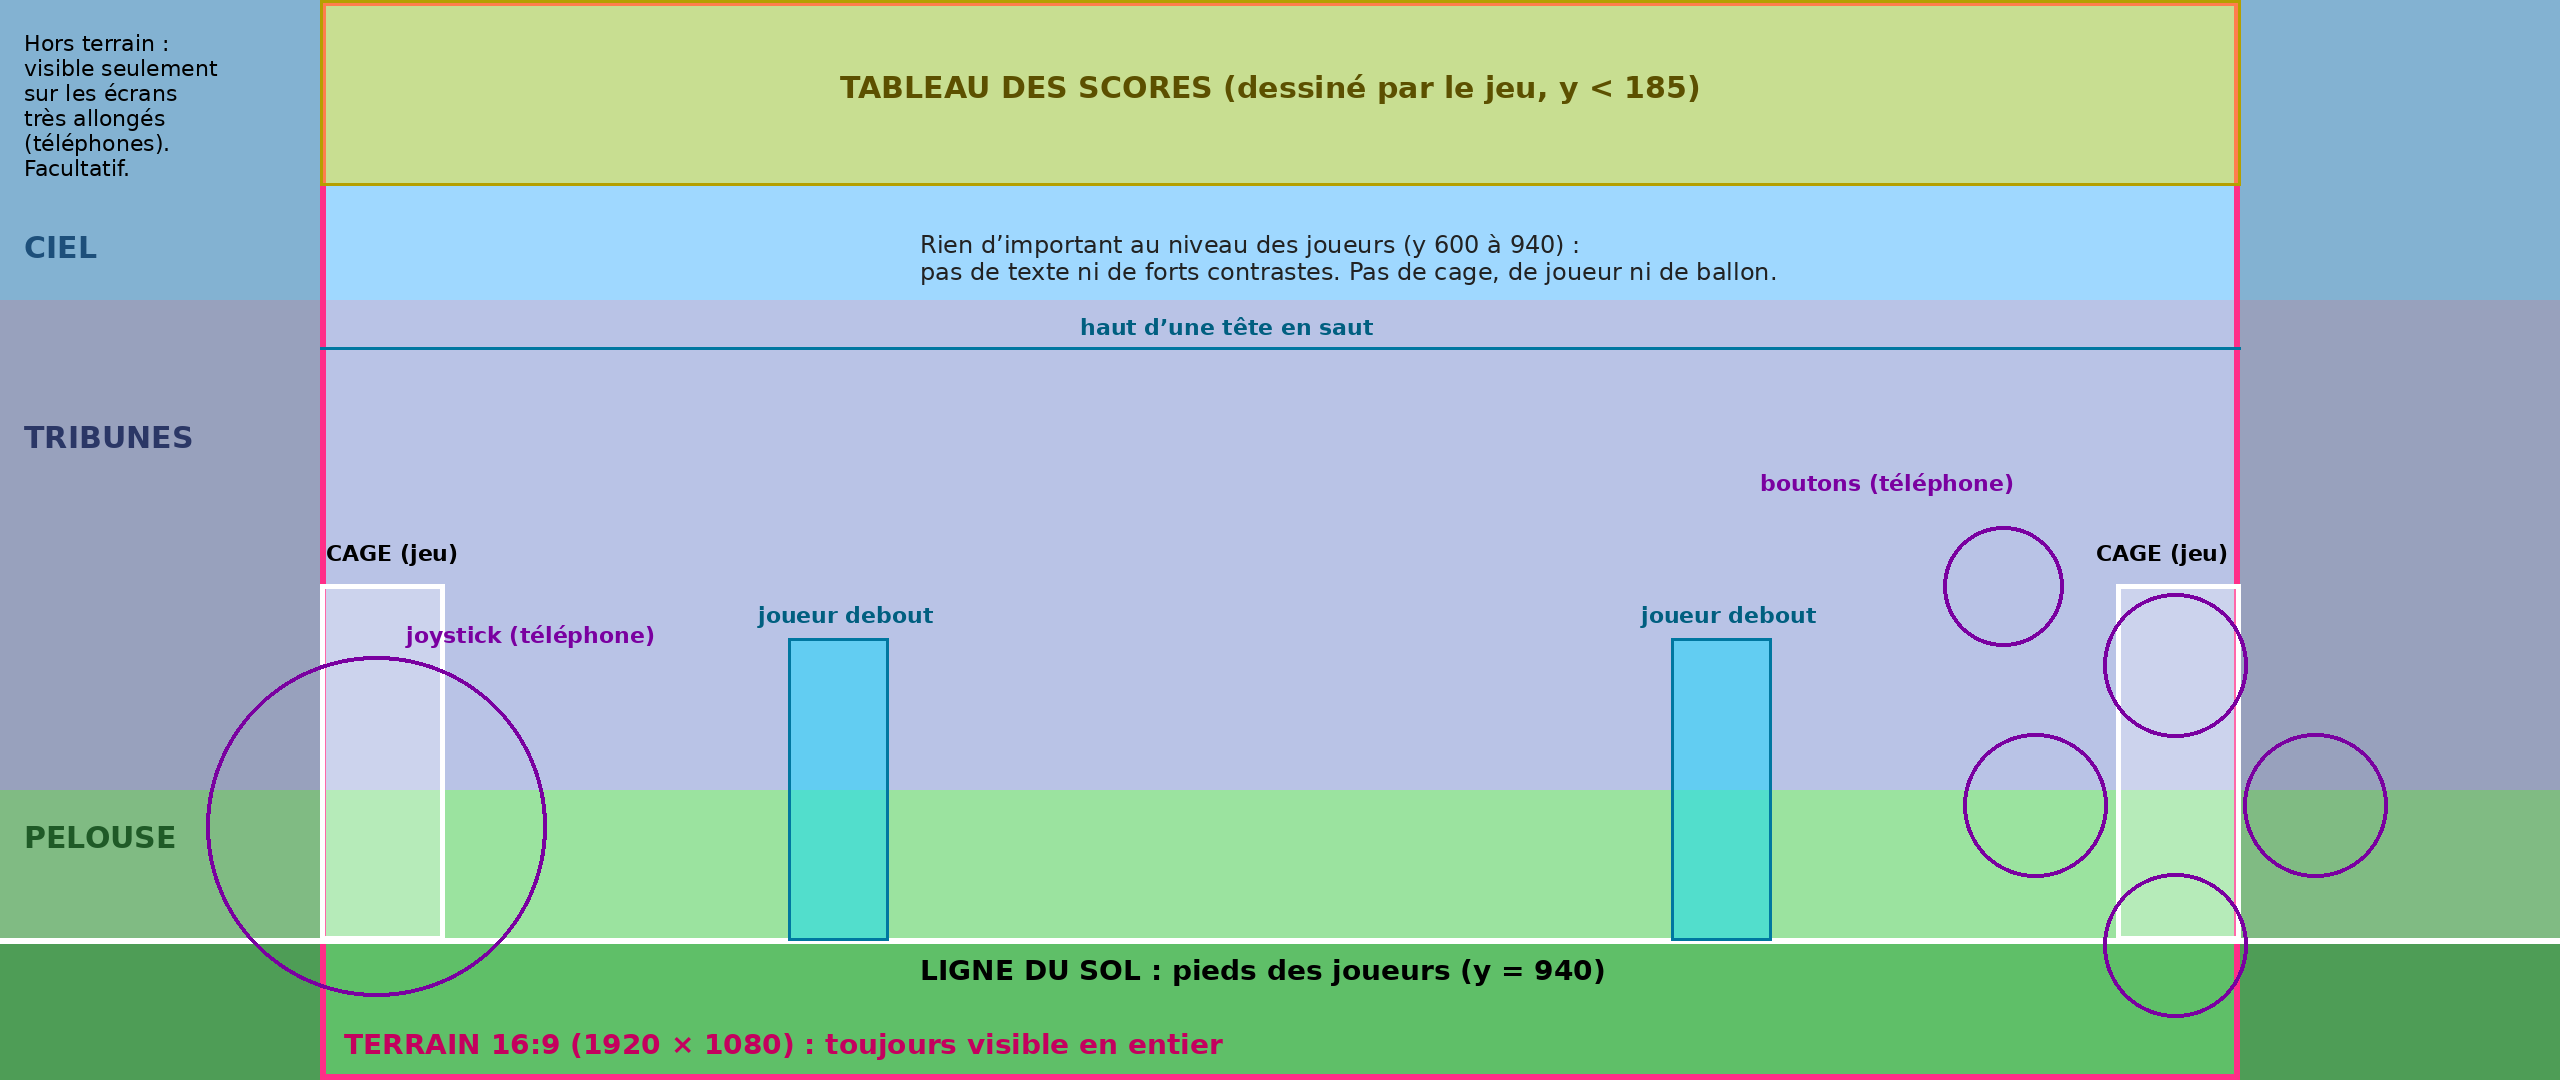 Hors terrain :
visible seulement
sur les écrans
très allongés
(téléphones).
Facultatif.
TABLEAU DES SCORES (dessiné par le jeu, y < 185)
CIEL
Rien d’important au niveau des joueurs (y 600 à 940) :
pas de texte ni de forts contrastes. Pas de cage, de joueur ni de ballon.
haut d’une tête en saut
TRIBUNES
boutons (téléphone)
CAGE (jeu)
CAGE (jeu)
joystick (téléphone)
joueur debout
joueur debout
PELOUSE
LIGNE DU SOL : pieds des joueurs (y = 940)
TERRAIN 16:9 (1920 × 1080) : toujours visible en entier